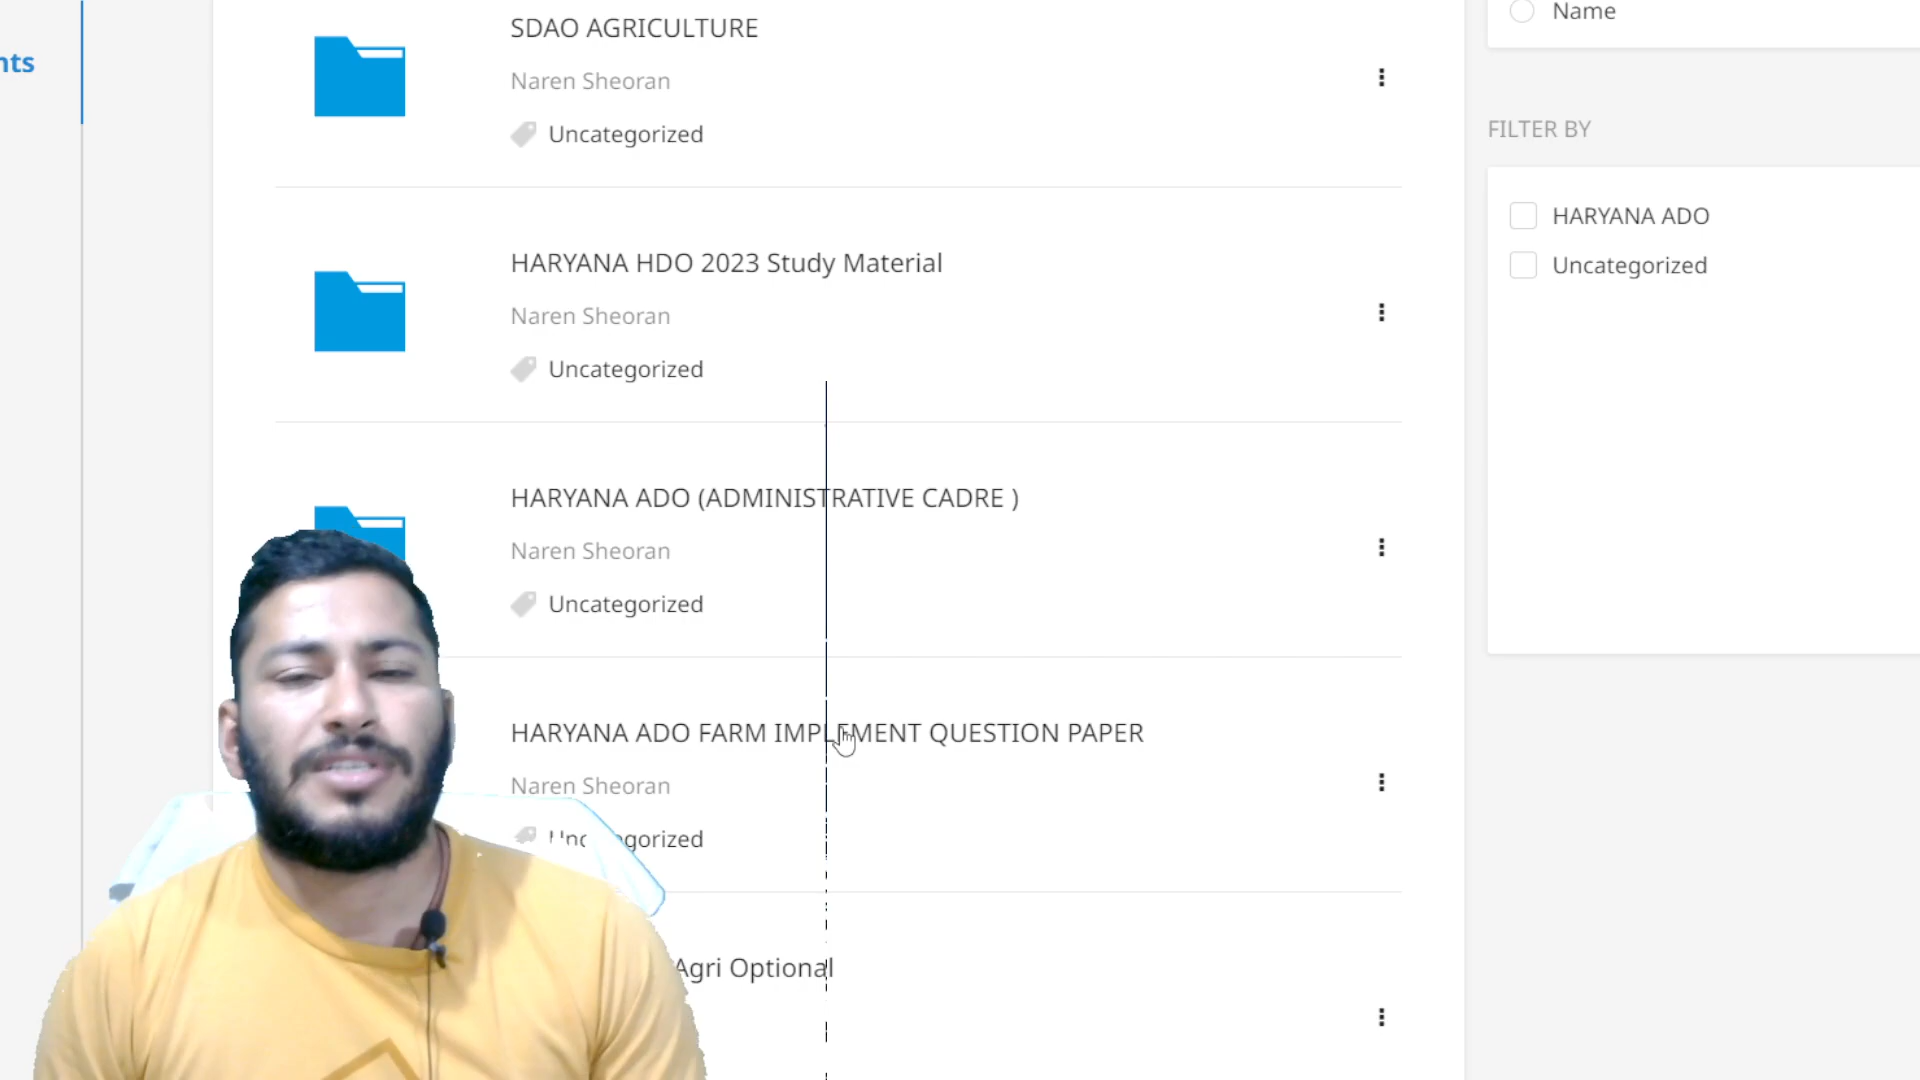 nts
SDAO AGRICULTURE
Naren Sheoran
Uncategorized
HARYANA HDO 2023 Study Material
Naren Sheoran
Uncategorized
HARYANA ADO (ADMINISTRATIVE CADRE )
Naren Sheoran
Uncategorized
HARYANA ADO FARM IMPLEMENT QUESTION PAPER
Naren Sheoran
Uncategorized
Agri Optional
Name
FILTER BY
HARYANA ADO
Uncategorized